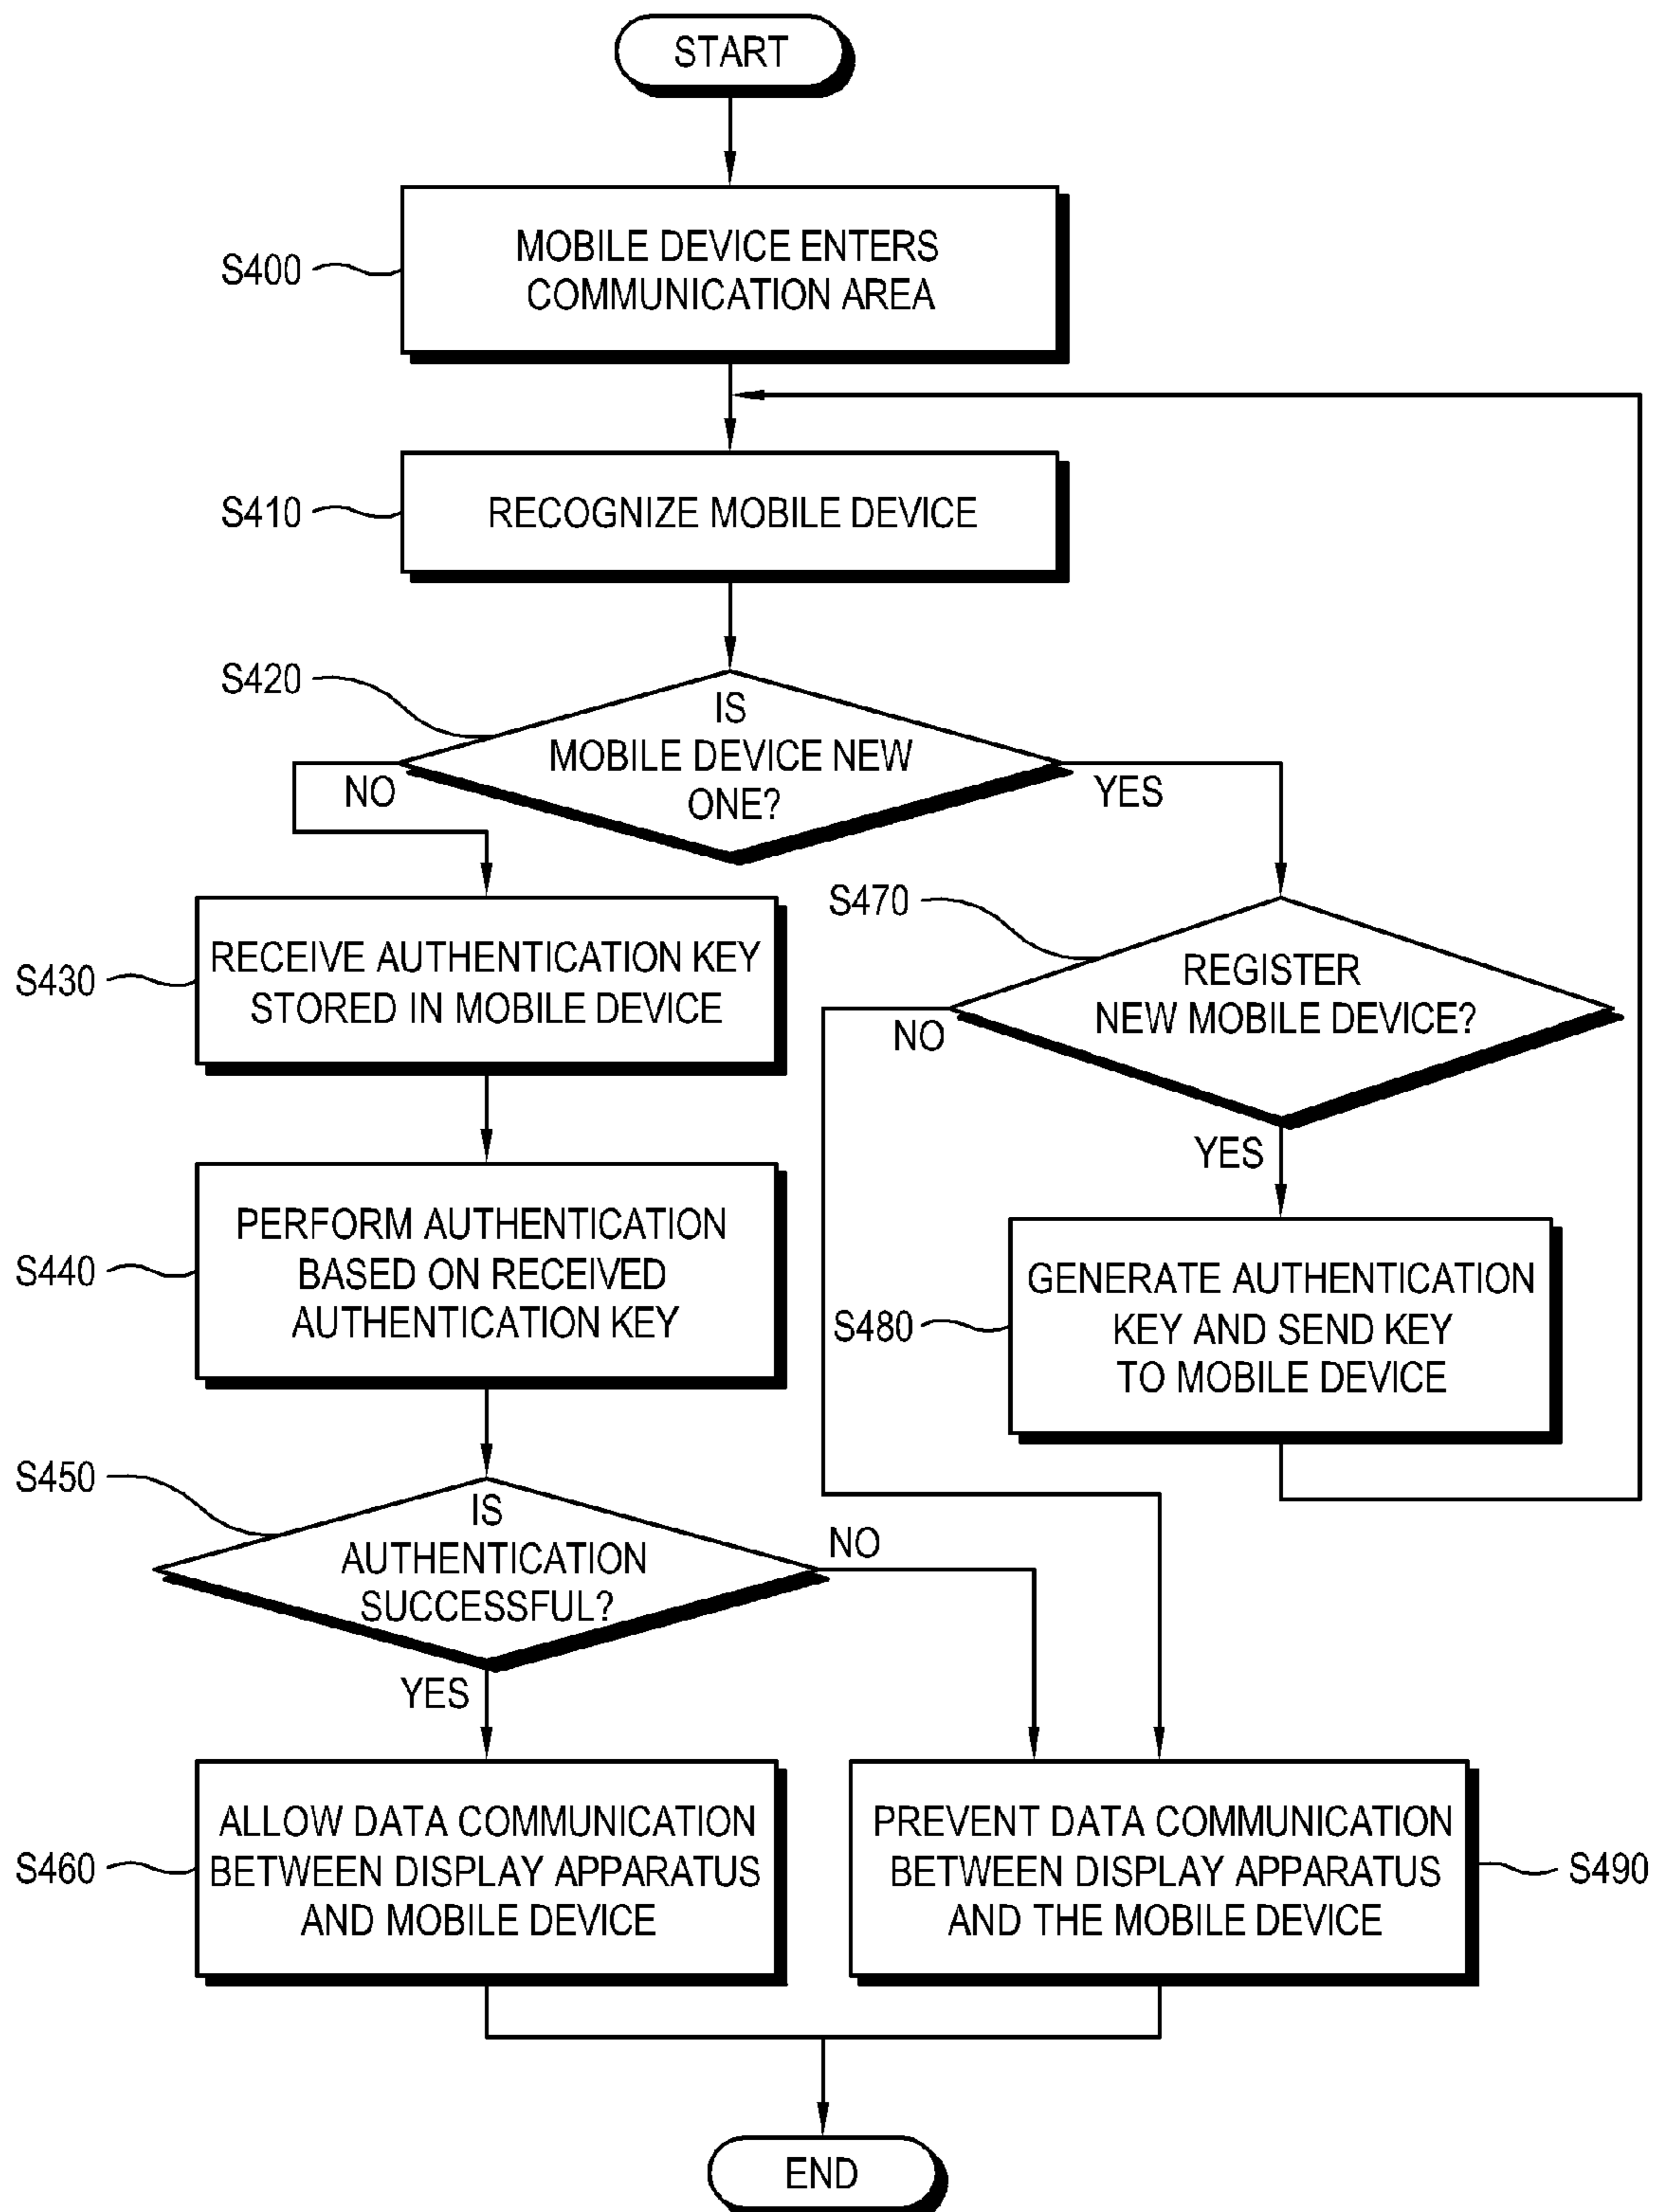 START
S400
MOBILE DEVICE ENTERS
COMMUNICATION AREA
S410
RECOGNIZE MOBILE DEVICE
S420
IS
MOBILE DEVICE NEW
ONE?
NO
YES
S430
RECEIVE AUTHENTICATION KEY
STORED IN MOBILE DEVICE
S470
REGISTER
NEW MOBILE DEVICE?
NO
YES
S440
PERFORM AUTHENTICATION
BASED ON RECEIVED
AUTHENTICATION KEY
S480
GENERATE AUTHENTICATION
KEY AND SEND KEY
TO MOBILE DEVICE
S450
IS
AUTHENTICATION
SUCCESSFUL?
NO
YES
S460
ALLOW DATA COMMUNICATION
BETWEEN DISPLAY APPARATUS
AND MOBILE DEVICE
PREVENT DATA COMMUNICATION
BETWEEN DISPLAY APPARATUS
AND THE MOBILE DEVICE
S490
END